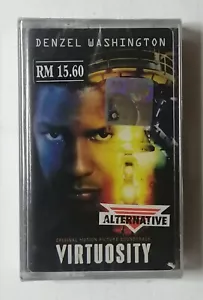 DENZEL WASHINGTON
RM 15.60
ALTERNATIVE
ORIGINAL MOTION PICTURE SOUNDTRACK
VIRTUOSITY